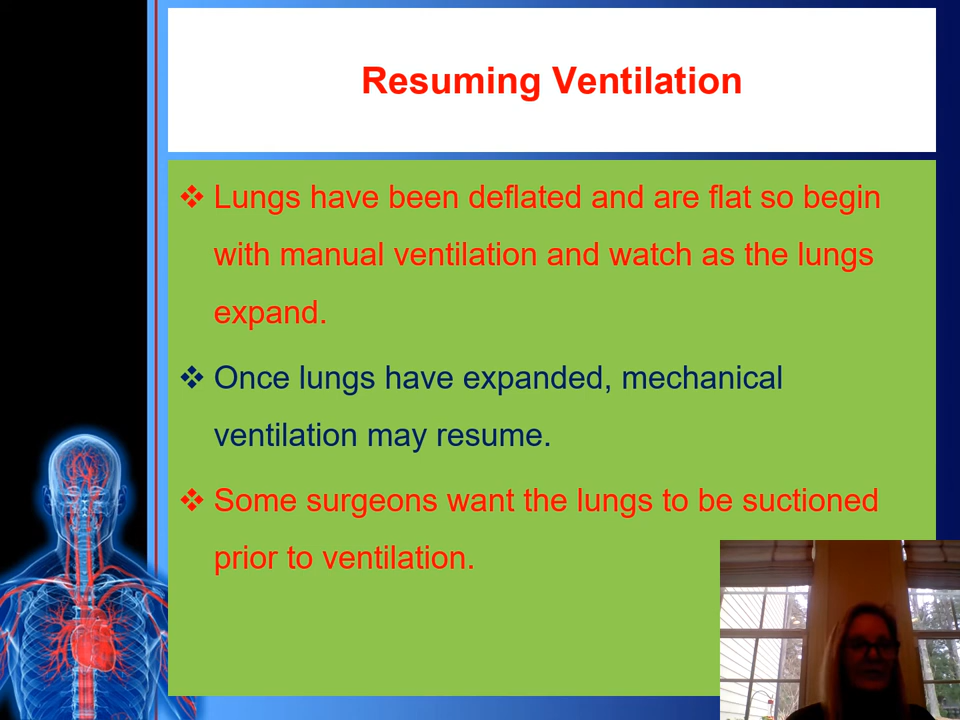 Resuming Ventilation
❖ Lungs have been deflated and are flat so begin
with manual ventilation and watch as the lungs
expand.
❖ Once lungs have expanded, mechanical
ventilation may resume.
❖ Some surgeons want the lungs to be suctioned
prior to ventilation.